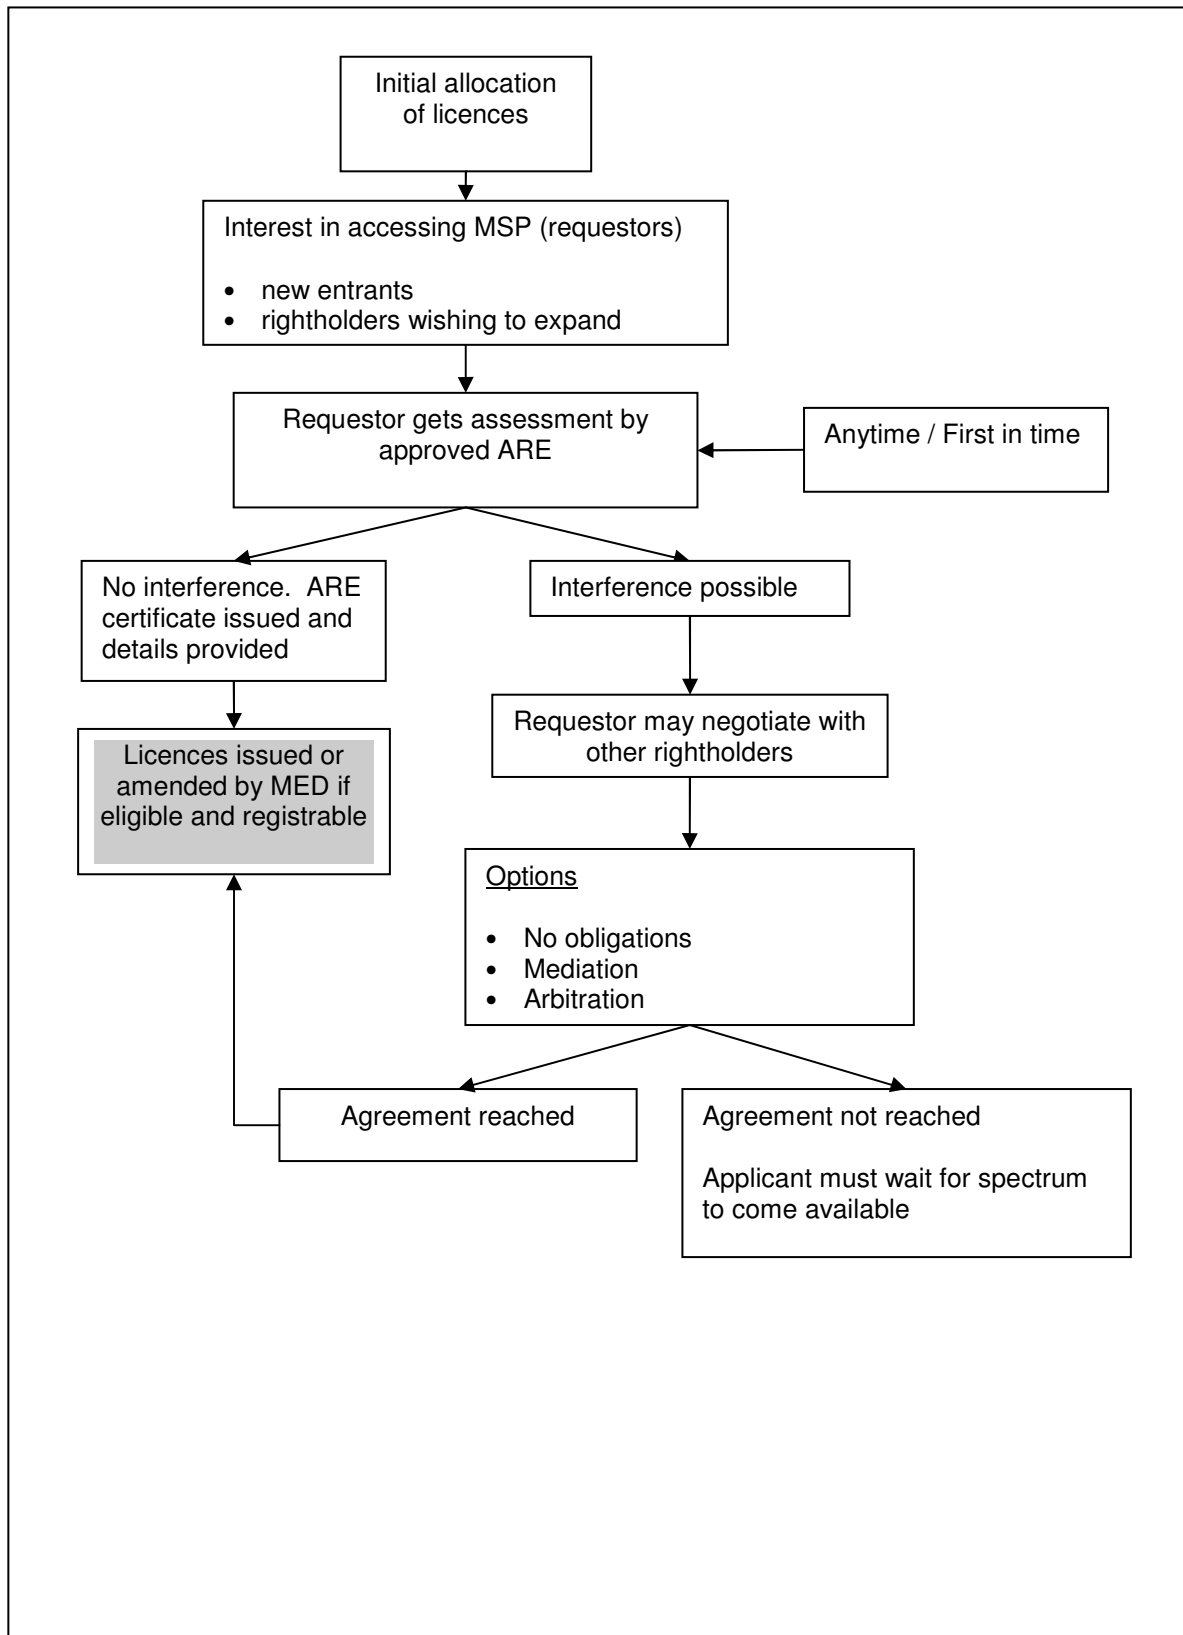 Initial allocation
of licences
Interest in accessing MSP (requestors)
• new entrants
• rightholders wishing to expand
Requestor gets assessment by
approved ARE
Anytime / First in time
No interference.  ARE
certificate issued and
details provided
Interference possible
Requestor may negotiate with
other rightholders
Licences issued or
amended by MED if
eligible and registrable
Options
• No obligations
• Mediation
• Arbitration
Agreement reached
Agreement not reached
Applicant must wait for spectrum
to come available